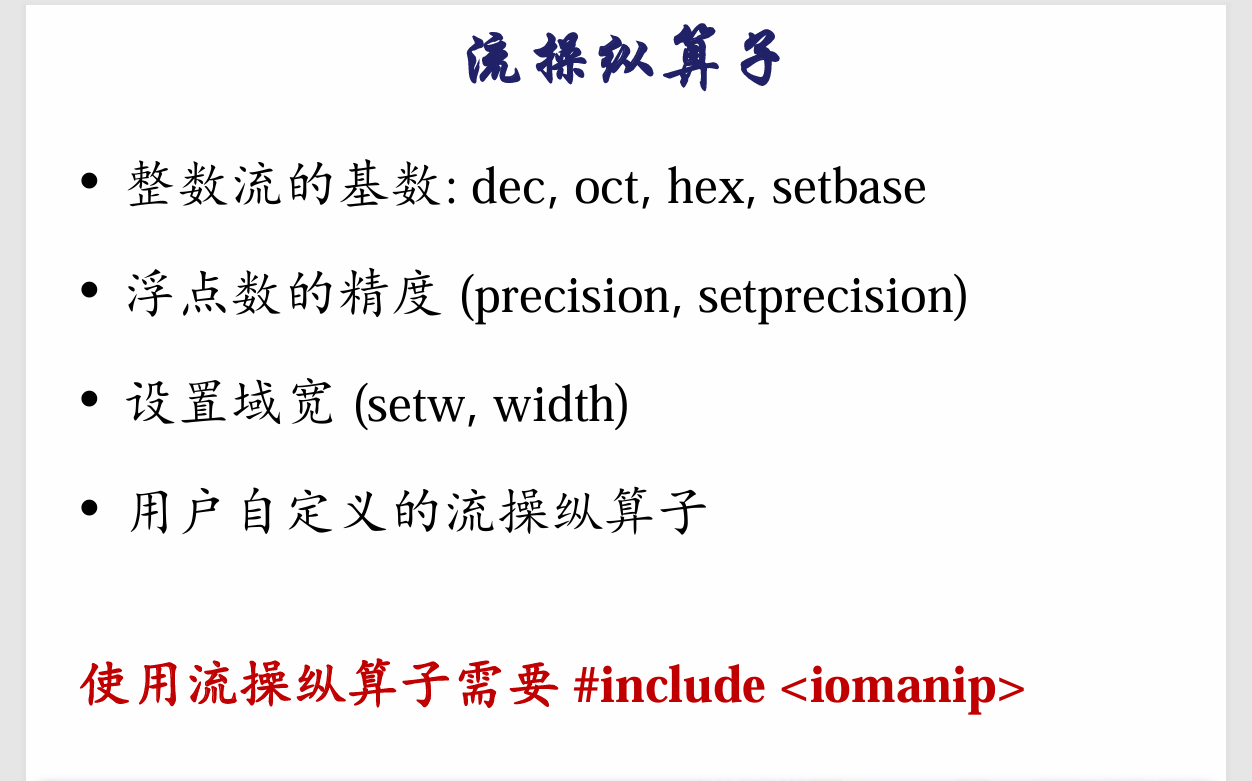 流操纵算子
• 整数流的基数: dec, oct, hex, setbase
• 浮点数的精度 (precision, setprecision)
• 设置域宽 (setw, width)
• 用户自定义的流操纵算子
使用流操纵算子需要 #include <iomanip>